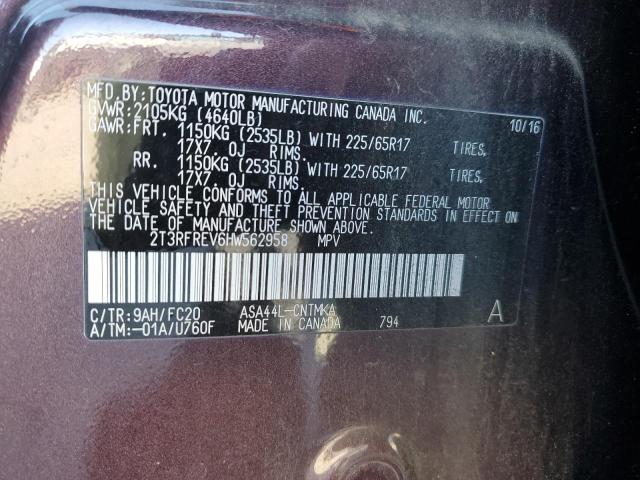 MFD.BY:TOYOTA MOTOR MANUFACTURING CANADA INC.
GVWR:2105KG (4640LB) 10/16
GAWR:FRT. 1150KG (2535LB) WITH 225/65R17 TIRES,
17X7. 0J RIMS.
RR. 1150KG (2535LB) WITH 225/65R17 TIRES,
17X7. 0J RIMS.
THIS VEHICLE CONFORMS TO ALL APPLICABLE FEDERAL MOTOR
VEHICLE SAFETY AND THEFT PREVENTION STANDARDS IN EFFECT ON
THE DATE OF MANUFACTURE SHOWN ABOVE.
2T3RFREV6HW562958 MPV
C/TR:9AH/FC20 ASA44L-CNTMKA
A/TM:-01A/U760F MADE IN CANADA 794 A